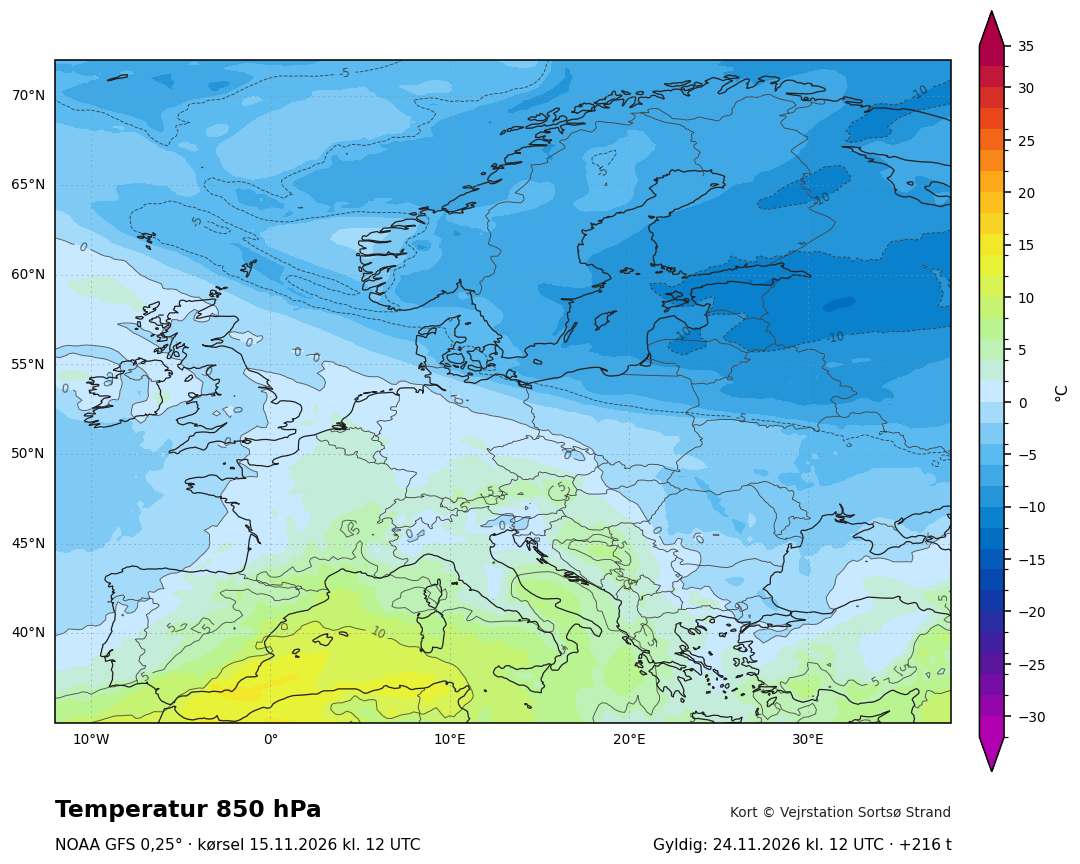 35
30
25
20
15
10
5
0
−5
−10
−15
−20
−25
−30
°C
70°N
65°N
60°N
55°N
50°N
45°N
40°N
10°W
0°
10°E
20°E
30°E
Temperatur 850 hPa
Kort © Vejrstation Sortsø Strand
NOAA GFS 0,25° · kørsel 15.11.2026 kl. 12 UTC
Gyldig: 24.11.2026 kl. 12 UTC · +216 t